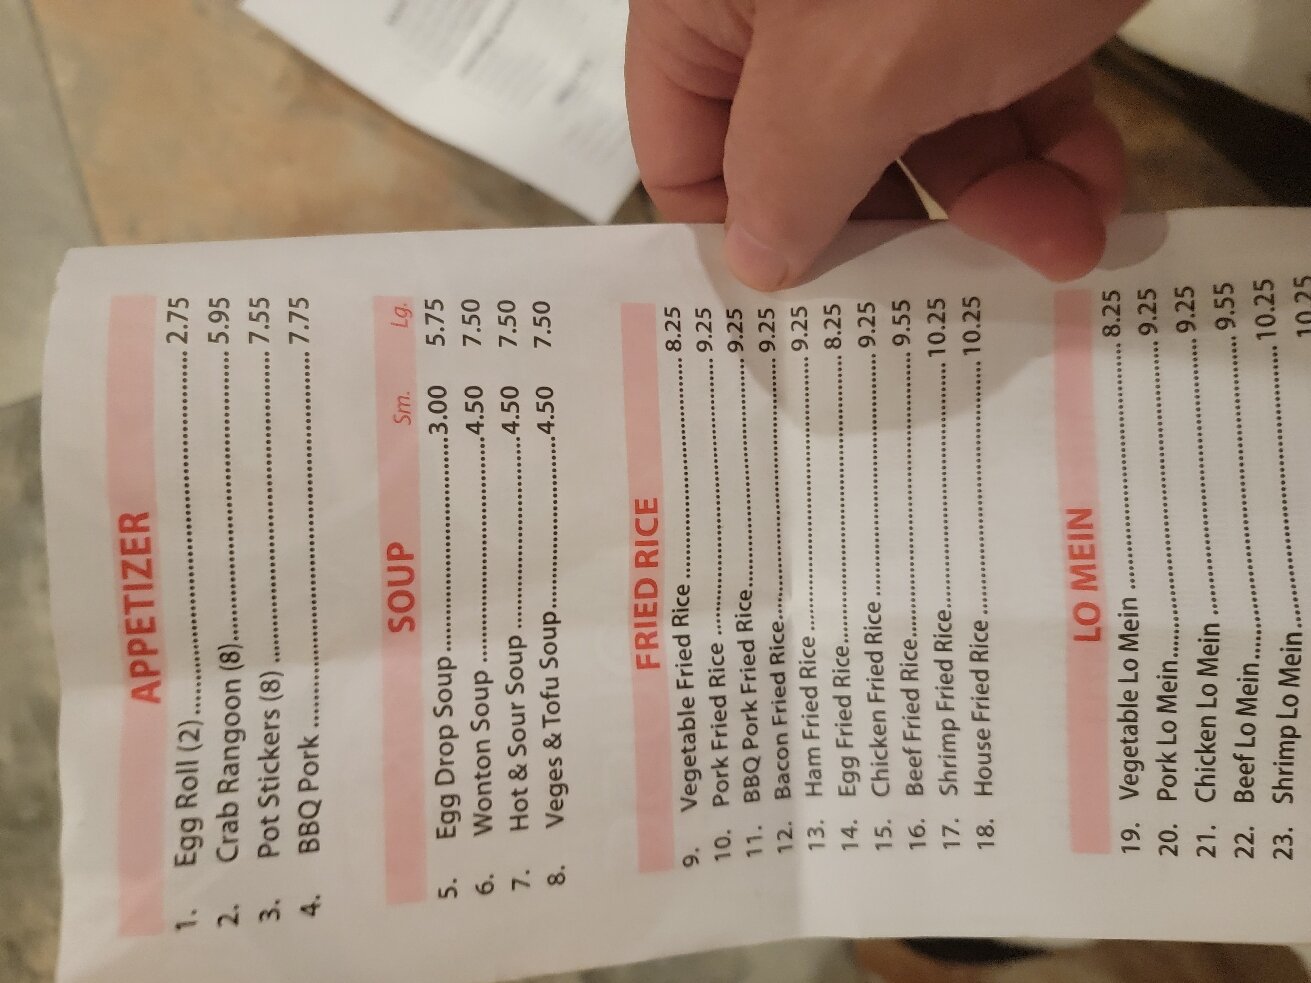 APPETIZER
1. Egg Roll (2) 2.75
2. Crab Rangoon (8) 5.95
3. Pot Stickers (8) 7.55
4. BBQ Pork 7.75
SOUP Sm. Lg.
5. Egg Drop Soup 3.00 5.75
6. Wonton Soup 4.50 7.50
7. Hot & Sour Soup 4.50 7.50
8. Veges & Tofu Soup 4.50 7.50
FRIED RICE
9. Vegetable Fried Rice 8.25
10. Pork Fried Rice 9.25
11. BBQ Pork Fried Rice 9.25
12. Bacon Fried Rice 9.25
13. Ham Fried Rice 9.25
14. Egg Fried Rice 8.25
15. Chicken Fried Rice 9.25
16. Beef Fried Rice 9.55
17. Shrimp Fried Rice 10.25
18. House Fried Rice 10.25
LO MEIN
19. Vegetable Lo Mein 8.25
20. Pork Lo Mein 9.25
21. Chicken Lo Mein 9.25
22. Beef Lo Mein 9.55
23. Shrimp Lo Mein 10.25
10.25